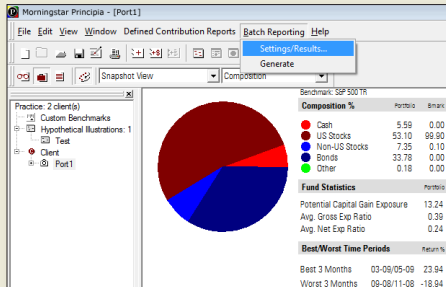 Morningstar Principia - [Port1]
File Edit View Window Defined Contribution Reports Batch Reporting Help
Settings/Results...
Generate
Snapshot View
Composition
Practice: 2 client(s)
Custom Benchmarks
Hypothetical Illustrations: 1
Test
Client
Port1
Benchmark: S&P 500 TR
Composition % Portfolio Bmark
Cash 5.59 0.00
US Stocks 53.10 99.90
Non-US Stocks 7.35 0.10
Bonds 33.78 0.00
Other 0.18 0.00
Fund Statistics Portfolio
Potential Capital Gain Exposure 13.24
Avg. Gross Exp Ratio 0.39
Avg. Net Exp Ratio 0.24
Best/Worst Time Periods Return %
Best 3 Months 03-09/05-09 23.94
Worst 3 Months 09-08/11-08 -18.94